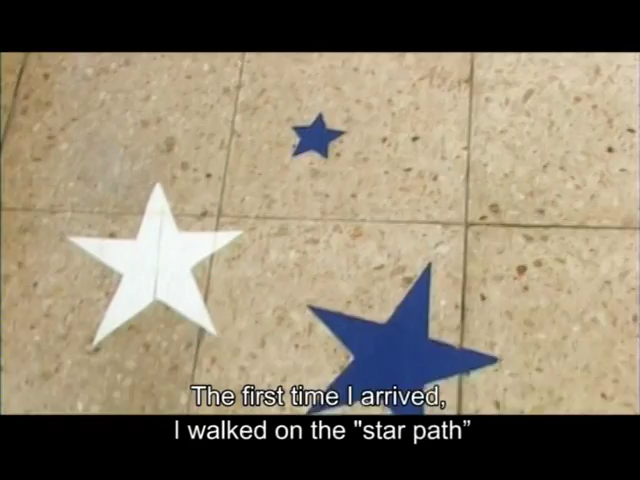 The first time I arrived,
I walked on the "star path”